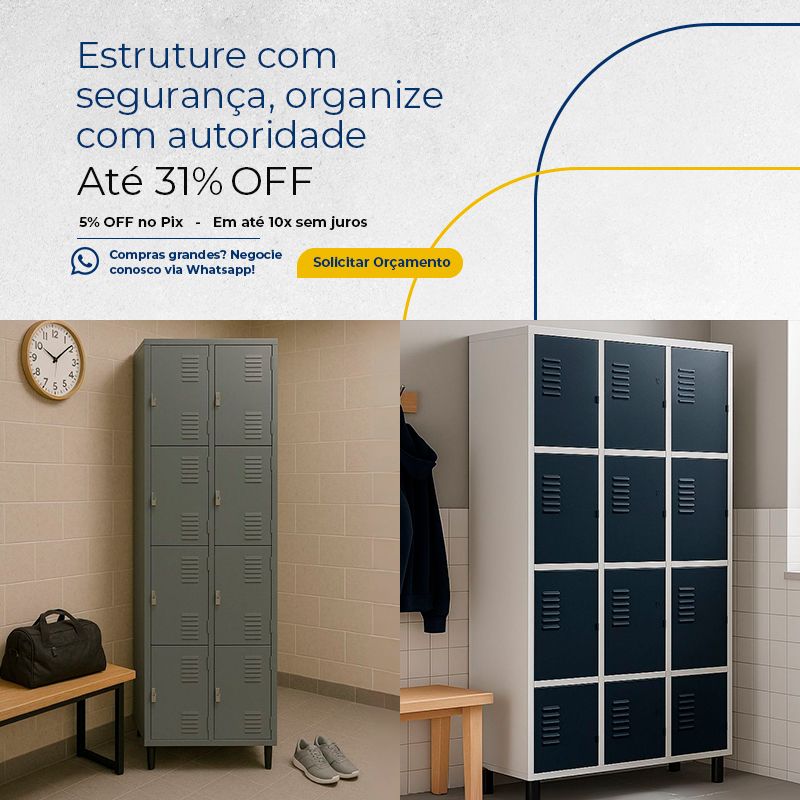 Estruture com
segurança, organize
com autoridade
Até 31% OFF
5% OFF no Pix - Em até 10x sem juros
Compras grandes? Negocie
conosco via Whatsapp!
Solicitar Orçamento